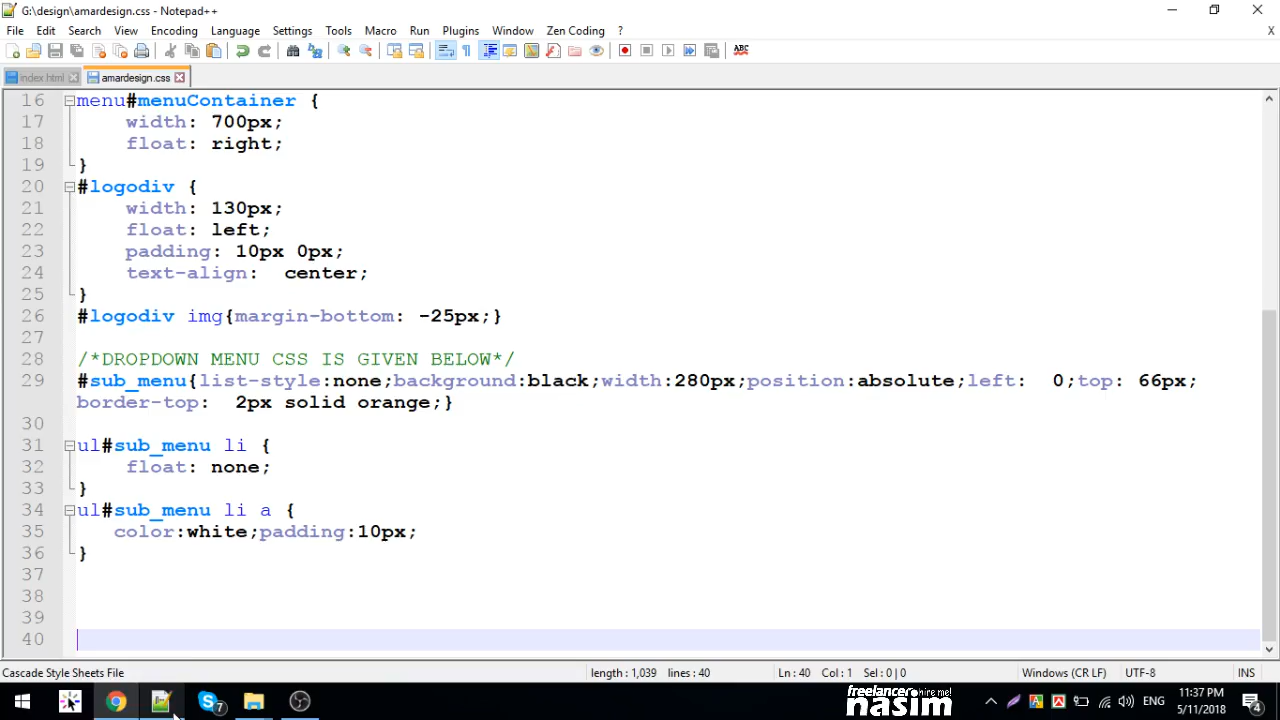 G:\design\amardesign.css - Notepad++
File Edit Search View Encoding Language Settings Tools Macro Run Plugins Window Zen Coding ? X
ABC
index.html amardesign.css
16 menu#menuContainer {
17 width: 700px;
18 float: right;
19 }
20 #logodiv {
21 width: 130px;
22 float: left;
23 padding: 10px 0px;
24 text-align: center;
25 }
26 #logodiv img{margin-bottom: -25px;}
27
28 /*DROPDOWN MENU CSS IS GIVEN BELOW*/
29 #sub_menu{list-style:none;background:black;width:280px;position:absolute;left: 0;top: 66px;
border-top: 2px solid orange;}
30
31 ul#sub_menu li {
32 float: none;
33 }
34 ul#sub_menu li a {
35 color:white;padding:10px;
36 }
37
38
39
40
Cascade Style Sheets File length : 1,039 lines : 40 Ln : 40 Col : 1 Sel : 0 | 0 Windows (CR LF) UTF-8 INS
7 ENG 11:37 PM
5/11/2018 4
freelancer hire me!
nasim